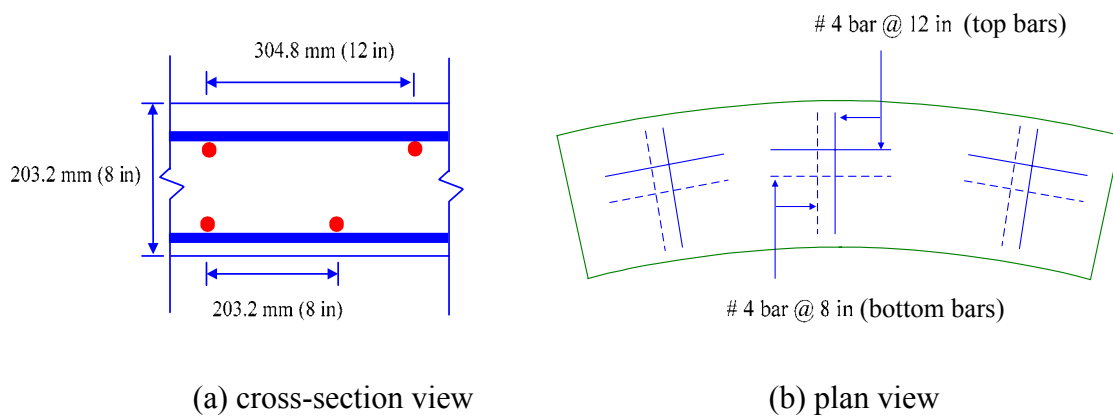 304.8 mm (12 in)
203.2 mm (8 in)
203.2 mm (8 in)
(a) cross-section view
# 4 bar @ 12 in (top bars)
# 4 bar @ 8 in (bottom bars)
(b) plan view